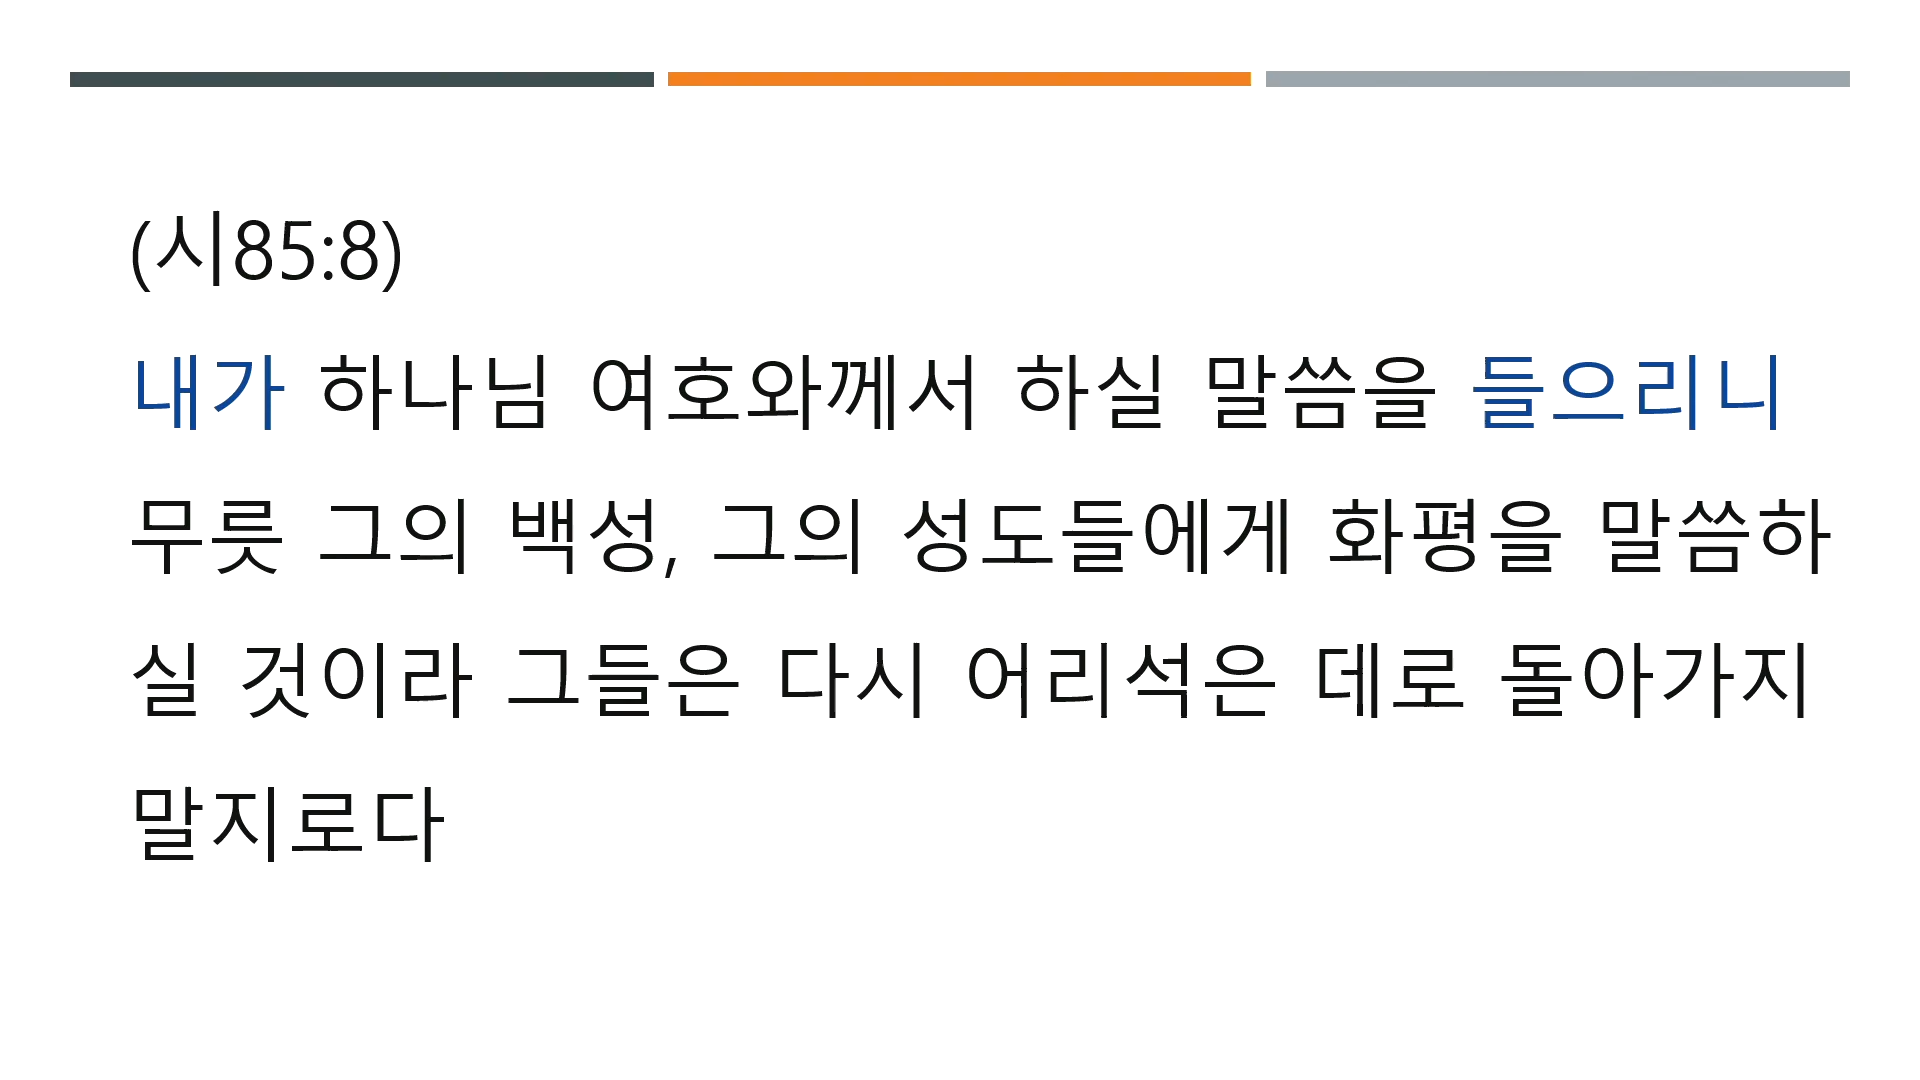 (시85:8)
내가 하나님 여호와께서 하실 말씀을 들으리니
무릇 그의 백성, 그의 성도들에게 화평을 말씀하
실 것이라 그들은 다시 어리석은 데로 돌아가지
말지로다